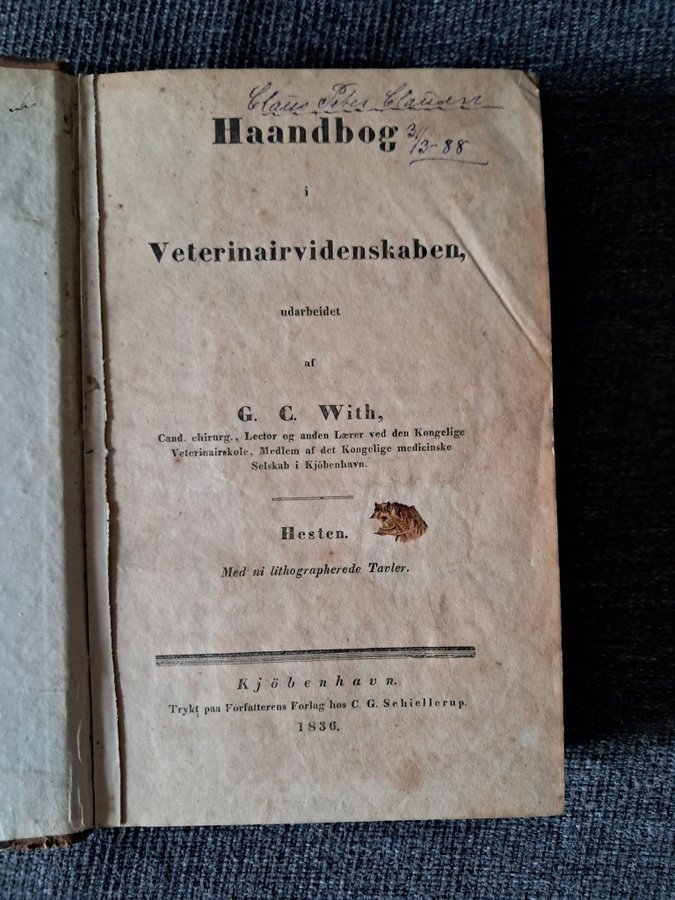 Claus Peter Clausen
Haandbog
3/3-88
i
Veterinairvidenskaben,
udarbeidet
af
G. C. With,
Cand. chirurg., Lector og anden Lærer ved den Kongelige
Veterinairskole, Medlem af det Kongelige medicinske
Selskab i Kjöbenhavn.
Hesten.
Med ni lithographerede Tavler.
Kjöbenhavn.
Trykt paa Forfatterens Forlag hos C. G. Schiellerup.
1836.